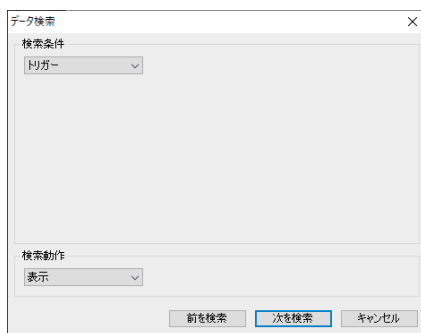 データ検索
検索条件
トリガー
検索動作
表示
前を検索 次を検索 キャンセル